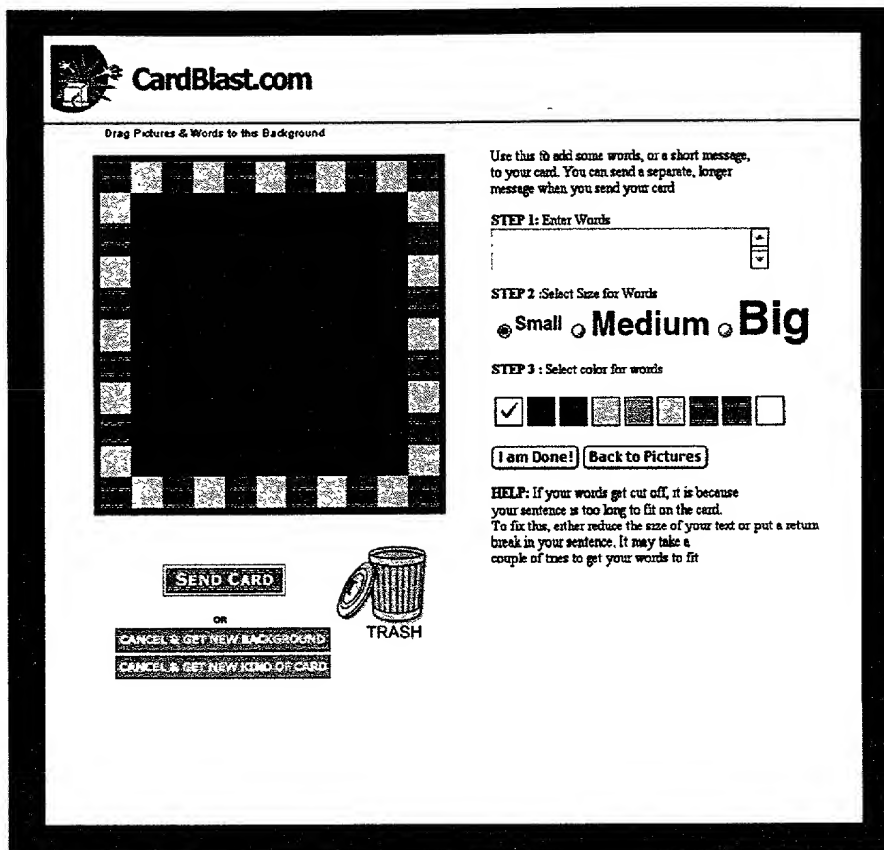 CardBlast.com
Drag Pictures & Words to this Background
Use this to add some words, or a short message,
to your card. You can send a separate, longer
message when you send your card
STEP 1: Enter Words
STEP 2 :Select Size for Words
Small Medium Big
STEP 3 : Select color for words
I am Done! Back to Pictures
HELP: If your words get cut off, it is because
your sentence is too long to fit on the card.
To fix this, either reduce the size of your text or put a return
break in your sentence. It may take a
couple of tries to get your words to fit
SEND CARD
OR
CANCEL & GET NEW BACKGROUND
CANCEL & GET NEW KIND OF CARD
TRASH